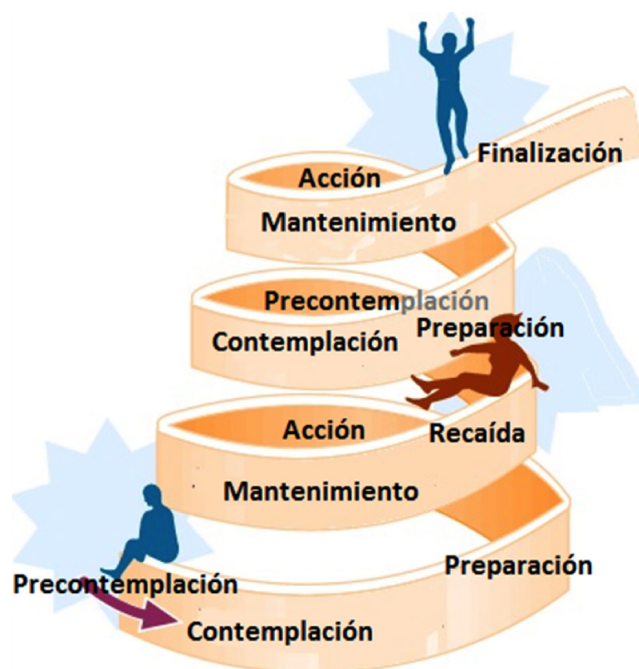 Finalización
Acción
Mantenimiento
Precontemplación
Contemplación
Preparación
Acción
Recaída
Mantenimiento
Preparación
Precontemplación
Contemplación